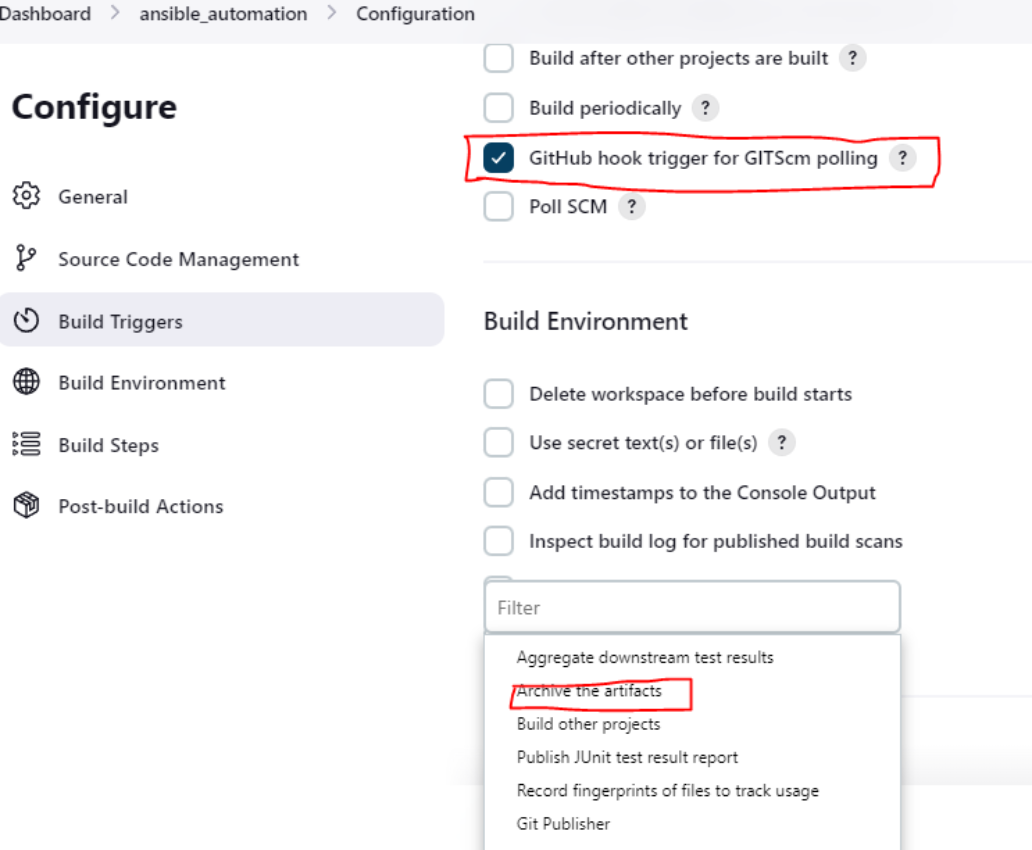 Dashboard > ansible_automation > Configuration
Configure
General
Source Code Management
Build Triggers
Build Environment
Build Steps
Post-build Actions
Build after other projects are built ?
Build periodically ?
GitHub hook trigger for GITScm polling ?
Poll SCM ?
Build Environment
Delete workspace before build starts
Use secret text(s) or file(s) ?
Add timestamps to the Console Output
Inspect build log for published build scans
Filter
Aggregate downstream test results
Archive the artifacts
Build other projects
Publish JUnit test result report
Record fingerprints of files to track usage
Git Publisher